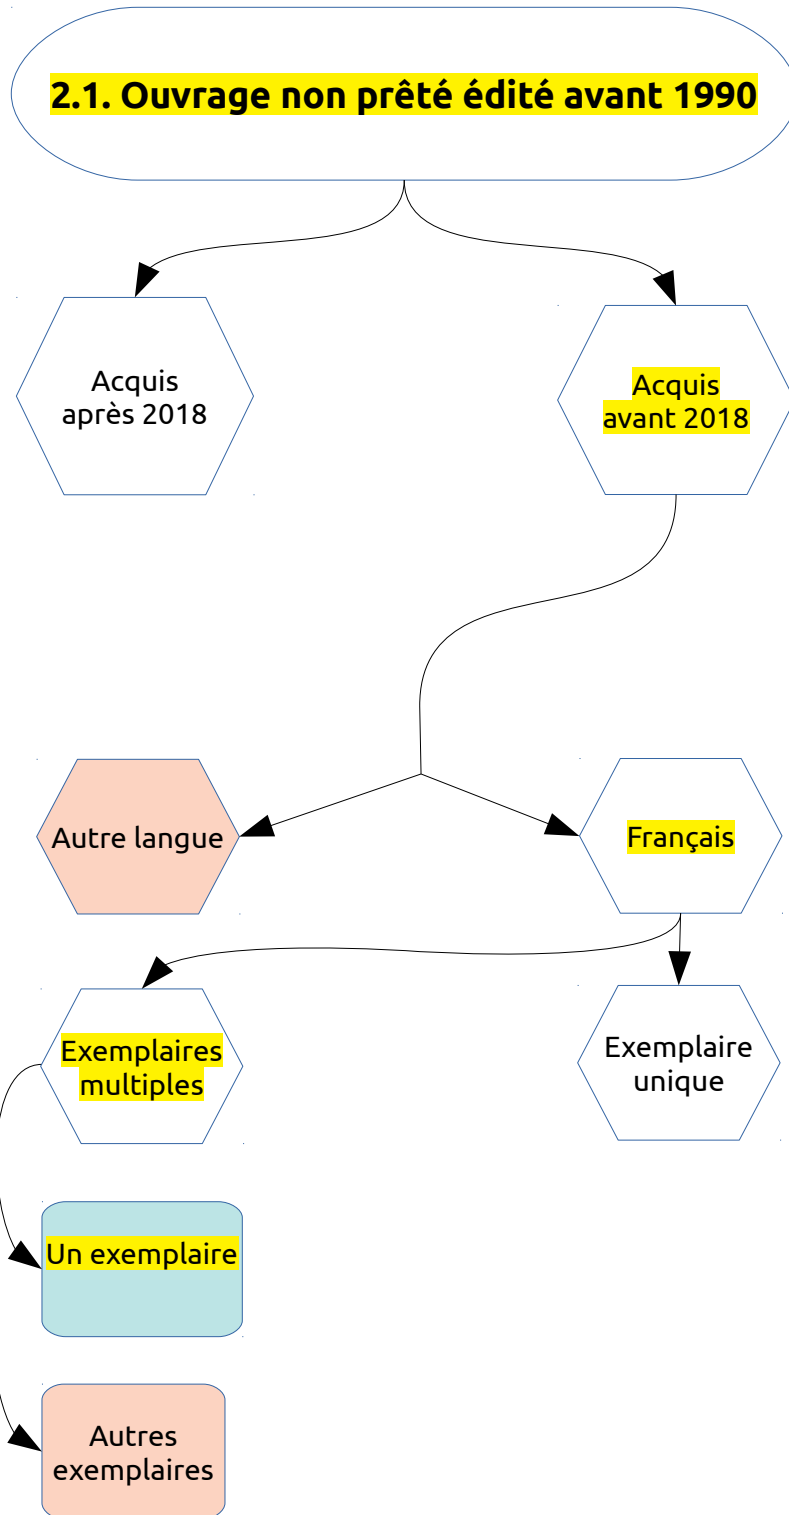 2.1. Ouvrage non prêté édité avant 1990
Acquis
après 2018
Acquis
avant 2018
Autre langue
Français
Exemplaires
multiples
Exemplaire
unique
Un exemplaire
Autres
exemplaires